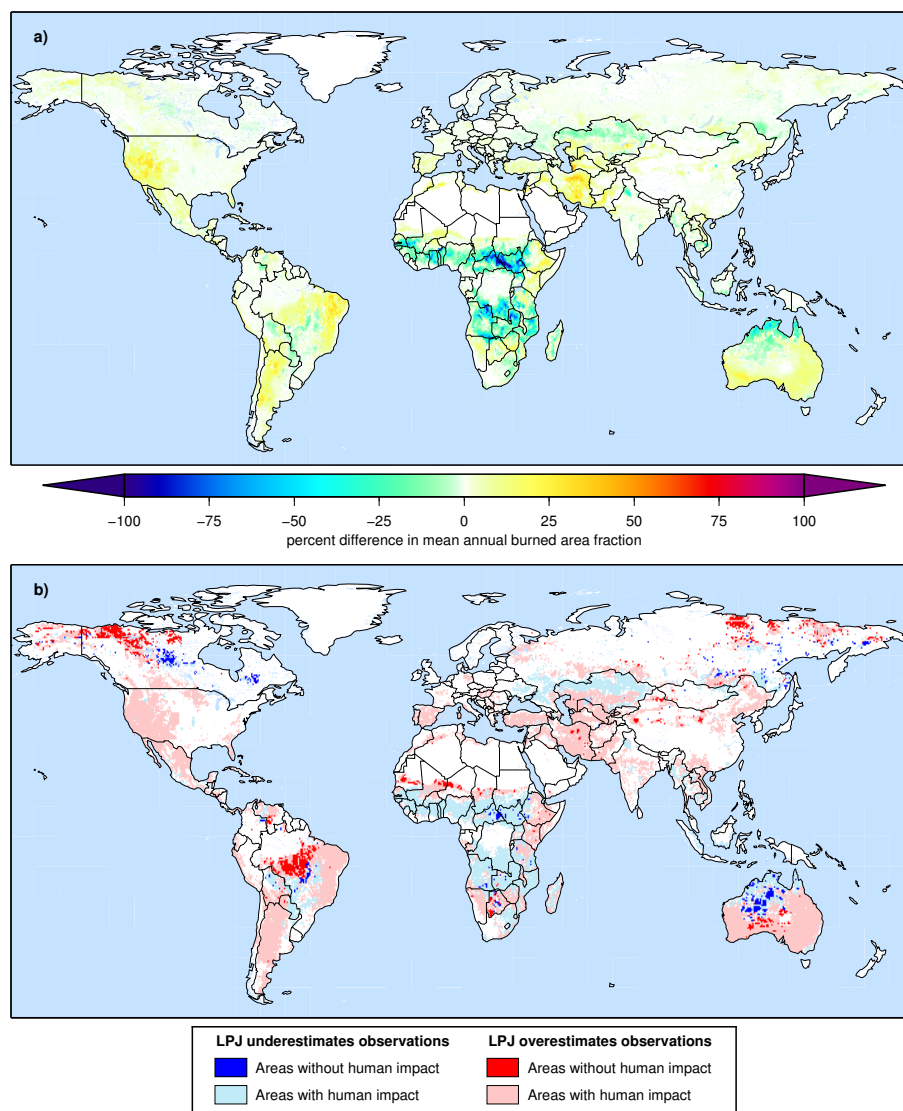 a)
−100 −75 −50 −25 0 25 50 75 100
percent difference in mean annual burned area fraction
b)
LPJ underestimates observations LPJ overestimates observations
Areas without human impact Areas without human impact
Areas with human impact Areas with human impact